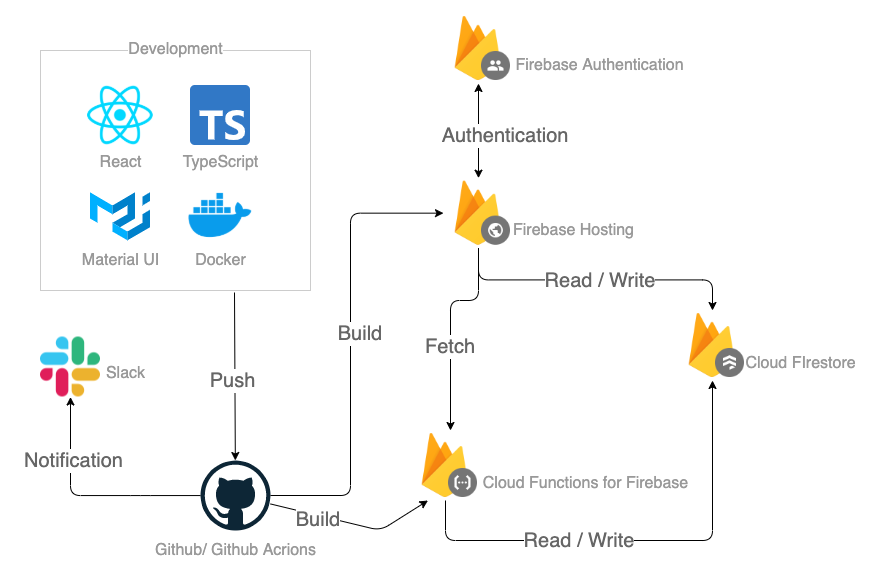 Development
React
TypeScript
TS
Material UI
Docker
Firebase Authentication
Authentication
Firebase Hosting
Read / Write
Build
Fetch
Cloud FIrestore
Slack
Push
Notification
Cloud Functions for Firebase
Build
Read / Write
Github/ Github Acrions